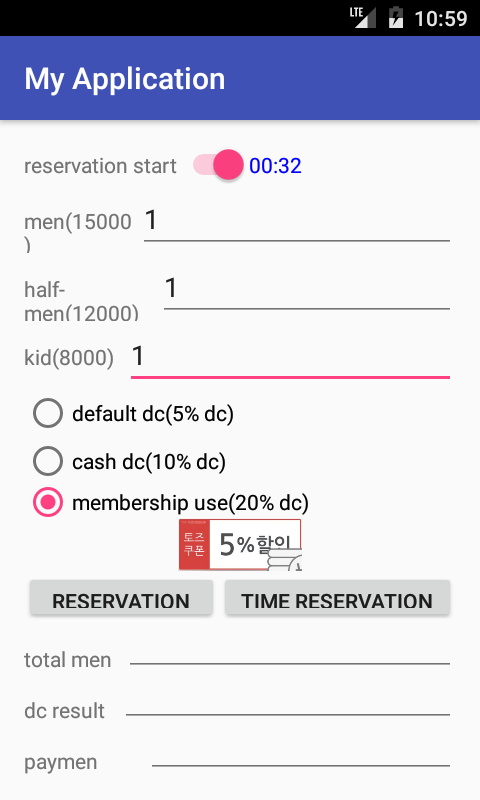 LTE 10:59
My Application
reservation start 00:32
men(15000
)
1
half-
men(12000)
1
kid(8000) 1
default dc(5% dc)
cash dc(10% dc)
membership use(20% dc)
토즈
쿠폰
5%할인
RESERVATION TIME RESERVATION
total men
dc result
paymen